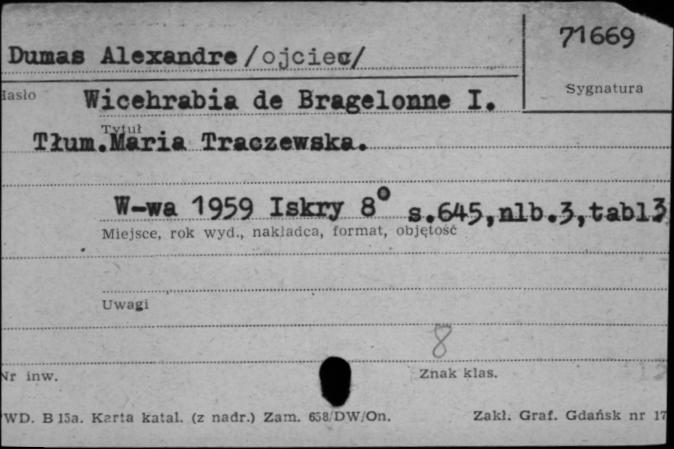 71669
Dumas Alexandre /ojciec/
Hasło
Sygnatura
Wicehrabia de Bragelonne I.
Tytuł
Tłum.Maria Traczewska.
W-wa 1959 Iskry 8° s.645,nlb.3,tabl3
Miejsce, rok wyd., nakładca, format, objętość
Uwagi
8
Nr inw.
Znak klas.
WD. B 15a. Karta katal. (z nadr.) Zam. 658/DW/On.
Zakł. Graf. Gdańsk nr 17